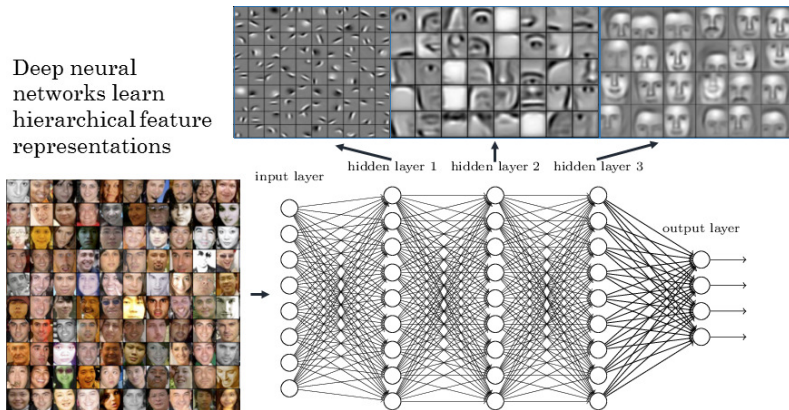 Deep neural
networks learn
hierarchical feature
representations
hidden layer 1 hidden layer 2 hidden layer 3
input layer
output layer